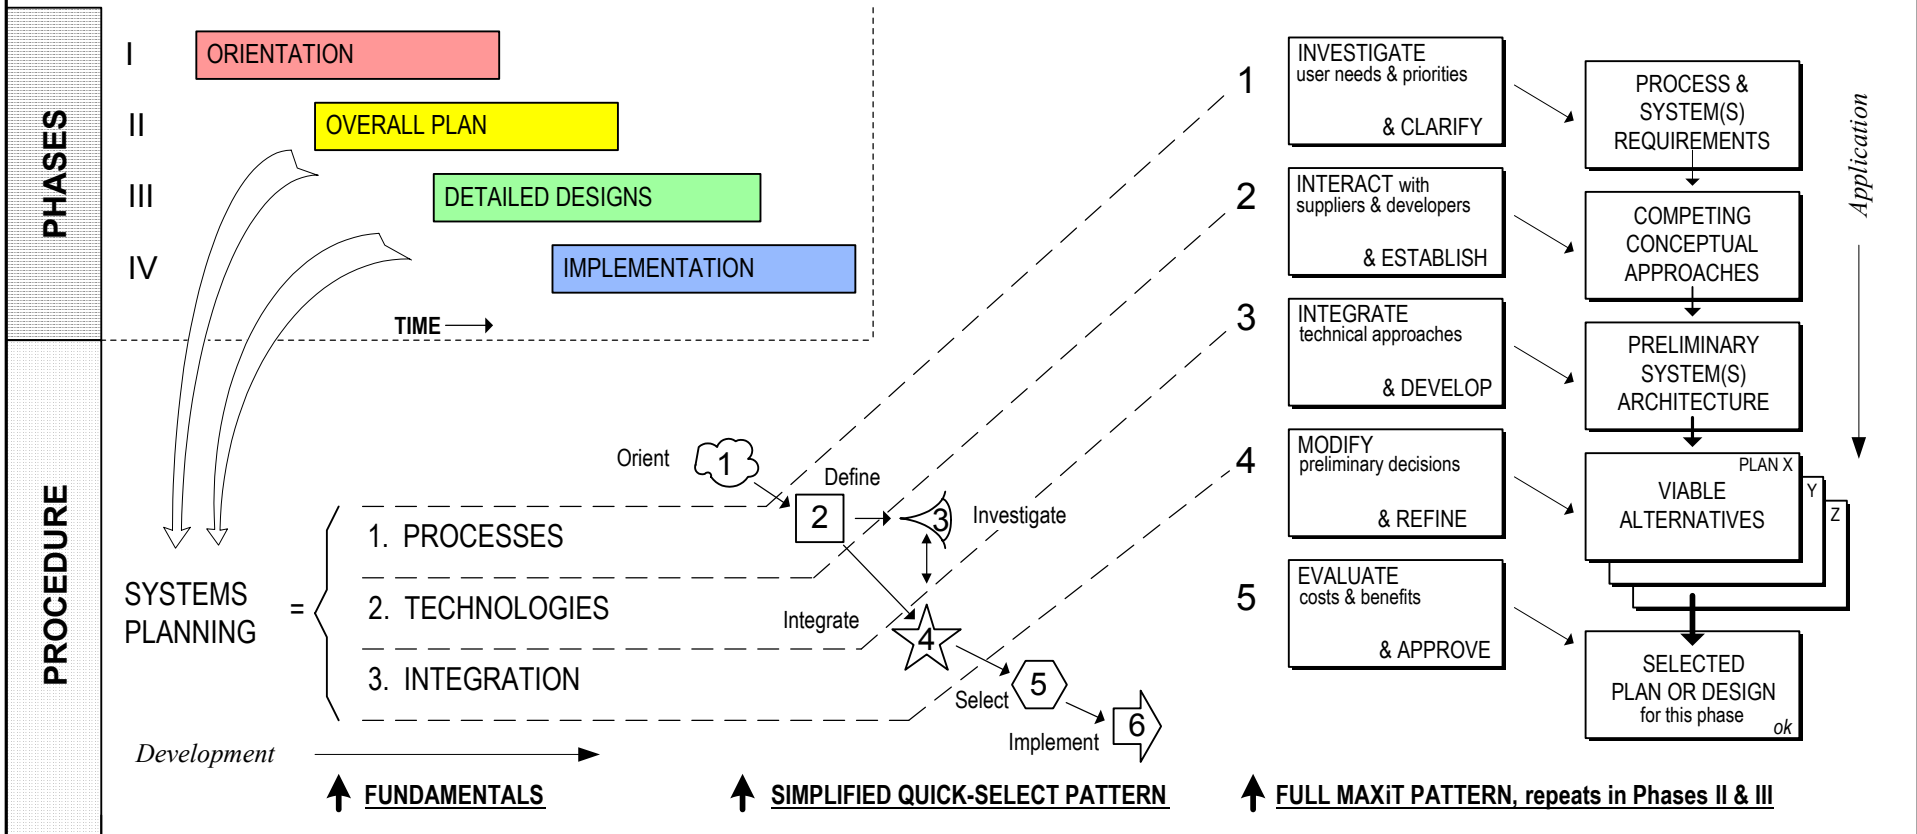 PHASES
I
ORIENTATION
II
OVERALL PLAN
III
DETAILED DESIGNS
IV
IMPLEMENTATION
TIME
PROCEDURE
SYSTEMS
PLANNING
=
1. PROCESSES
2. TECHNOLOGIES
3. INTEGRATION
Development
FUNDAMENTALS
Orient
1
Define
2
3
Investigate
Integrate
4
Select
5
Implement
6
SIMPLIFIED QUICK-SELECT PATTERN
1
INVESTIGATE
user needs & priorities
& CLARIFY
PROCESS &
SYSTEM(S)
REQUIREMENTS
2
INTERACT with
suppliers & developers
& ESTABLISH
COMPETING
CONCEPTUAL
APPROACHES
3
INTEGRATE
technical approaches
& DEVELOP
PRELIMINARY
SYSTEM(S)
ARCHITECTURE
4
MODIFY
preliminary decisions
& REFINE
PLAN X
VIABLE
ALTERNATIVES
Y
Z
5
EVALUATE
costs & benefits
& APPROVE
SELECTED
PLAN OR DESIGN
for this phase
ok
Application
FULL MAXiT PATTERN, repeats in Phases II & III